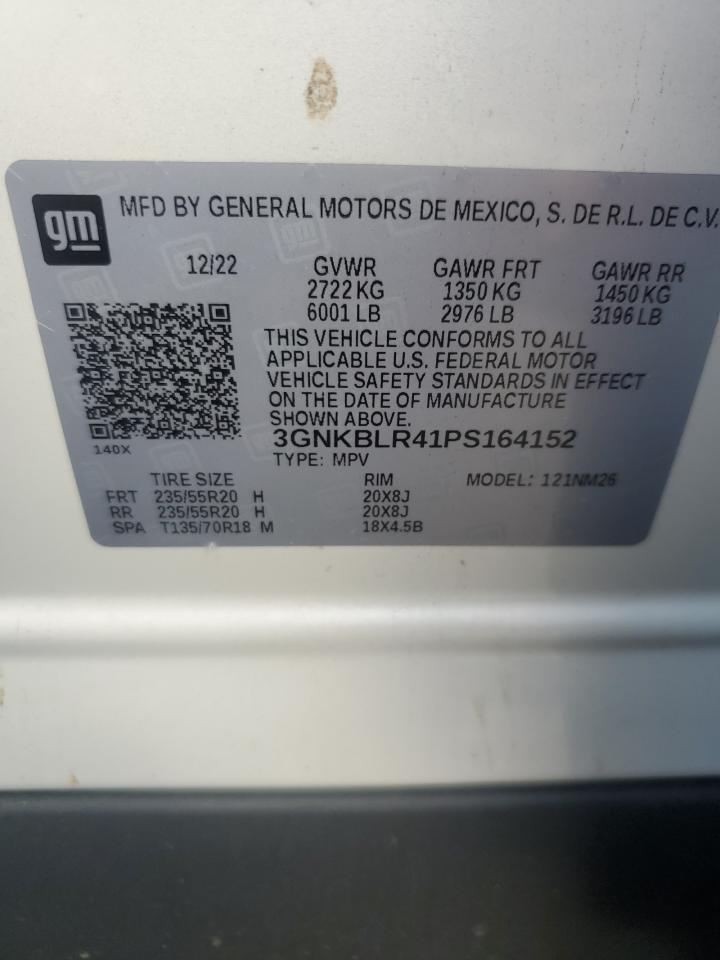 gm
MFD BY GENERAL MOTORS DE MEXICO, S. DE R.L. DE C.V.
12/22 GVWR GAWR FRT GAWR RR
2722 KG 1350 KG 1450 KG
6001 LB 2976 LB 3196 LB
THIS VEHICLE CONFORMS TO ALL
APPLICABLE U.S. FEDERAL MOTOR
VEHICLE SAFETY STANDARDS IN EFFECT
ON THE DATE OF MANUFACTURE
SHOWN ABOVE.
140X 3GNKBLR41PS164152
TYPE: MPV
TIRE SIZE RIM MODEL: 121NM26
FRT 235/55R20 H 20X8J
RR 235/55R20 H 20X8J
SPA T135/70R18 M 18X4.5B